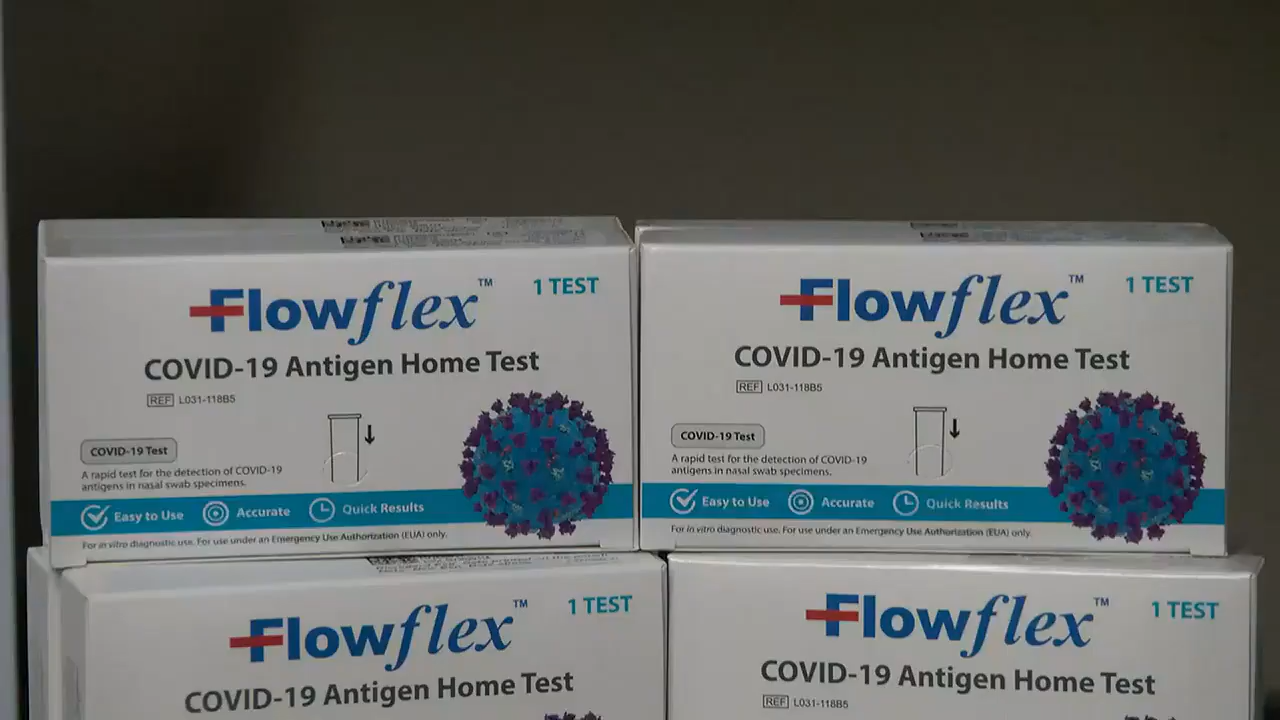 Flowflex™ 1 TEST
COVID-19 Antigen Home Test
REF L031-118B5
COVID-19 Test
A rapid test for the detection of COVID-19
antigens in nasal swab specimens.
Easy to Use Accurate Quick Results
For in vitro diagnostic use. For use under an Emergency Use Authorization (EUA) only.
Flowflex™ 1 TEST
COVID-19 Antigen Home Test
REF L031-118B5
COVID-19 Test
A rapid test for the detection of COVID-19
antigens in nasal swab specimens.
Easy to Use Accurate Quick Results
For in vitro diagnostic use. For use under an Emergency Use Authorization (EUA) only.
Flowflex™ 1 TEST
COVID-19 Antigen Home Test
Flowflex™ 1 TEST
COVID-19 Antigen Home Test
REF L031-118B5